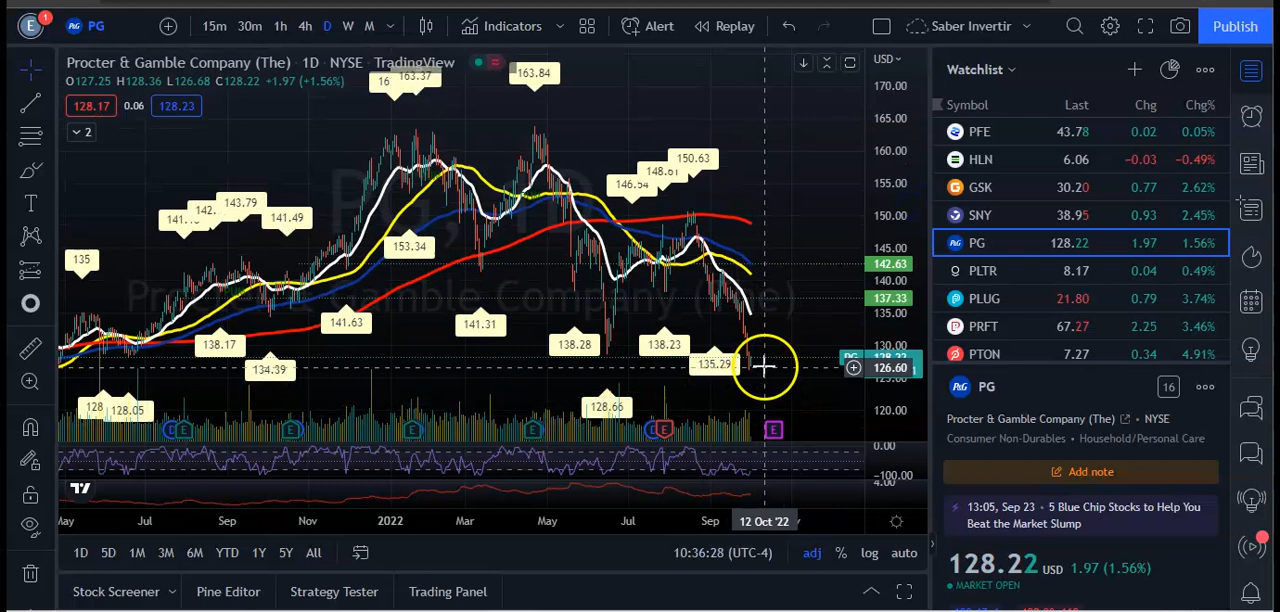 E 1 P&G PG 15m 30m 1h 4h D W M Indicators Alert Replay Saber Invertir Publish
Procter & Gamble Company (The) · 1D · NYSE · TradingView
O127.25 H128.36 L126.68 C128.22 +1.97 (+1.56%)
128.17 0.06 128.23
2
USD
170.00
165.00
160.00
155.00
150.00
145.00
142.63
140.00
137.33
135.00
130.00
126.60
125.00
120.00
0.00
−100.00
4.00
163.37
163.84
135
143.79
141.49
153.34
146.54
148.61
150.63
138.17
134.39
141.63
141.31
138.28
138.23
135.29
128
128.05
128.66
PG, 1D
Procter & Gamble Company (The)
D E E E E D E E
May Jul Sep Nov 2022 Mar May Jul Sep 12 Oct '22
1D 5D 1M 3M 6M YTD 1Y 5Y All 10:36:28 (UTC-4) adj % log auto
Stock Screener Pine Editor Strategy Tester Trading Panel
Watchlist
Symbol Last Chg Chg%
PFE 43.78 0.02 0.05%
HLN 6.06 −0.03 −0.49%
GSK 30.20 0.77 2.62%
SNY 38.95 0.93 2.45%
P&G PG 128.22 1.97 1.56%
PLTR 8.17 0.04 0.49%
PLUG 21.80 0.79 3.74%
PRFT 67.27 2.25 3.46%
PTON 7.27 0.34 4.91%
P&G PG 16
Procter & Gamble Company (The) • NYSE
Consumer Non-Durables • Household/Personal Care
Add note
13:05, Sep 23 • 5 Blue Chip Stocks to Help You
Beat the Market Slump
128.22 USD 1.97 (1.56%)
MARKET OPEN